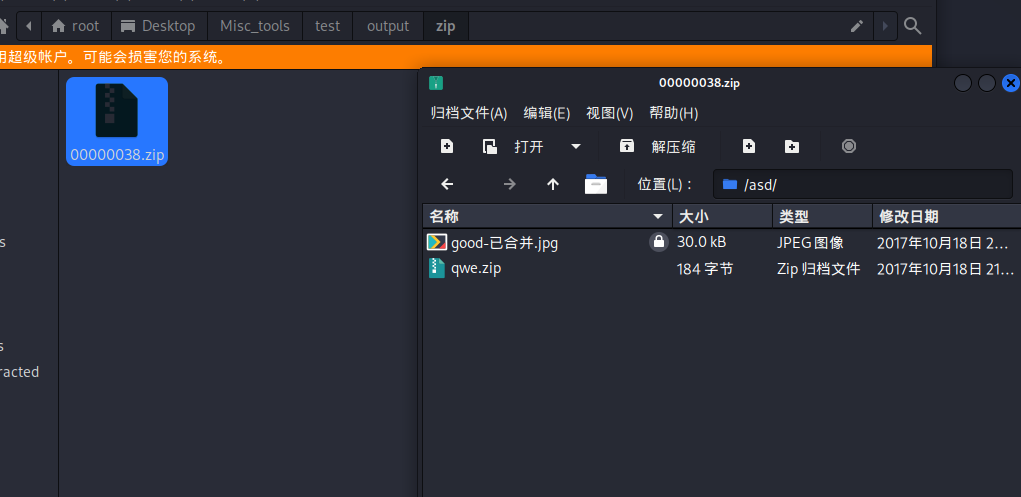 root Desktop Misc_tools test output zip
用超级帐户。可能会损害您的系统。
00000038.zip
s
s
racted
00000038.zip
归档文件(A) 编辑(E) 视图(V) 帮助(H)
打开 解压缩
位置(L)： /asd/
名称 大小 类型 修改日期
good-已合并.jpg 30.0 kB JPEG 图像 2017年10月18日 2...
qwe.zip 184 字节 Zip 归档文件 2017年10月18日 21...